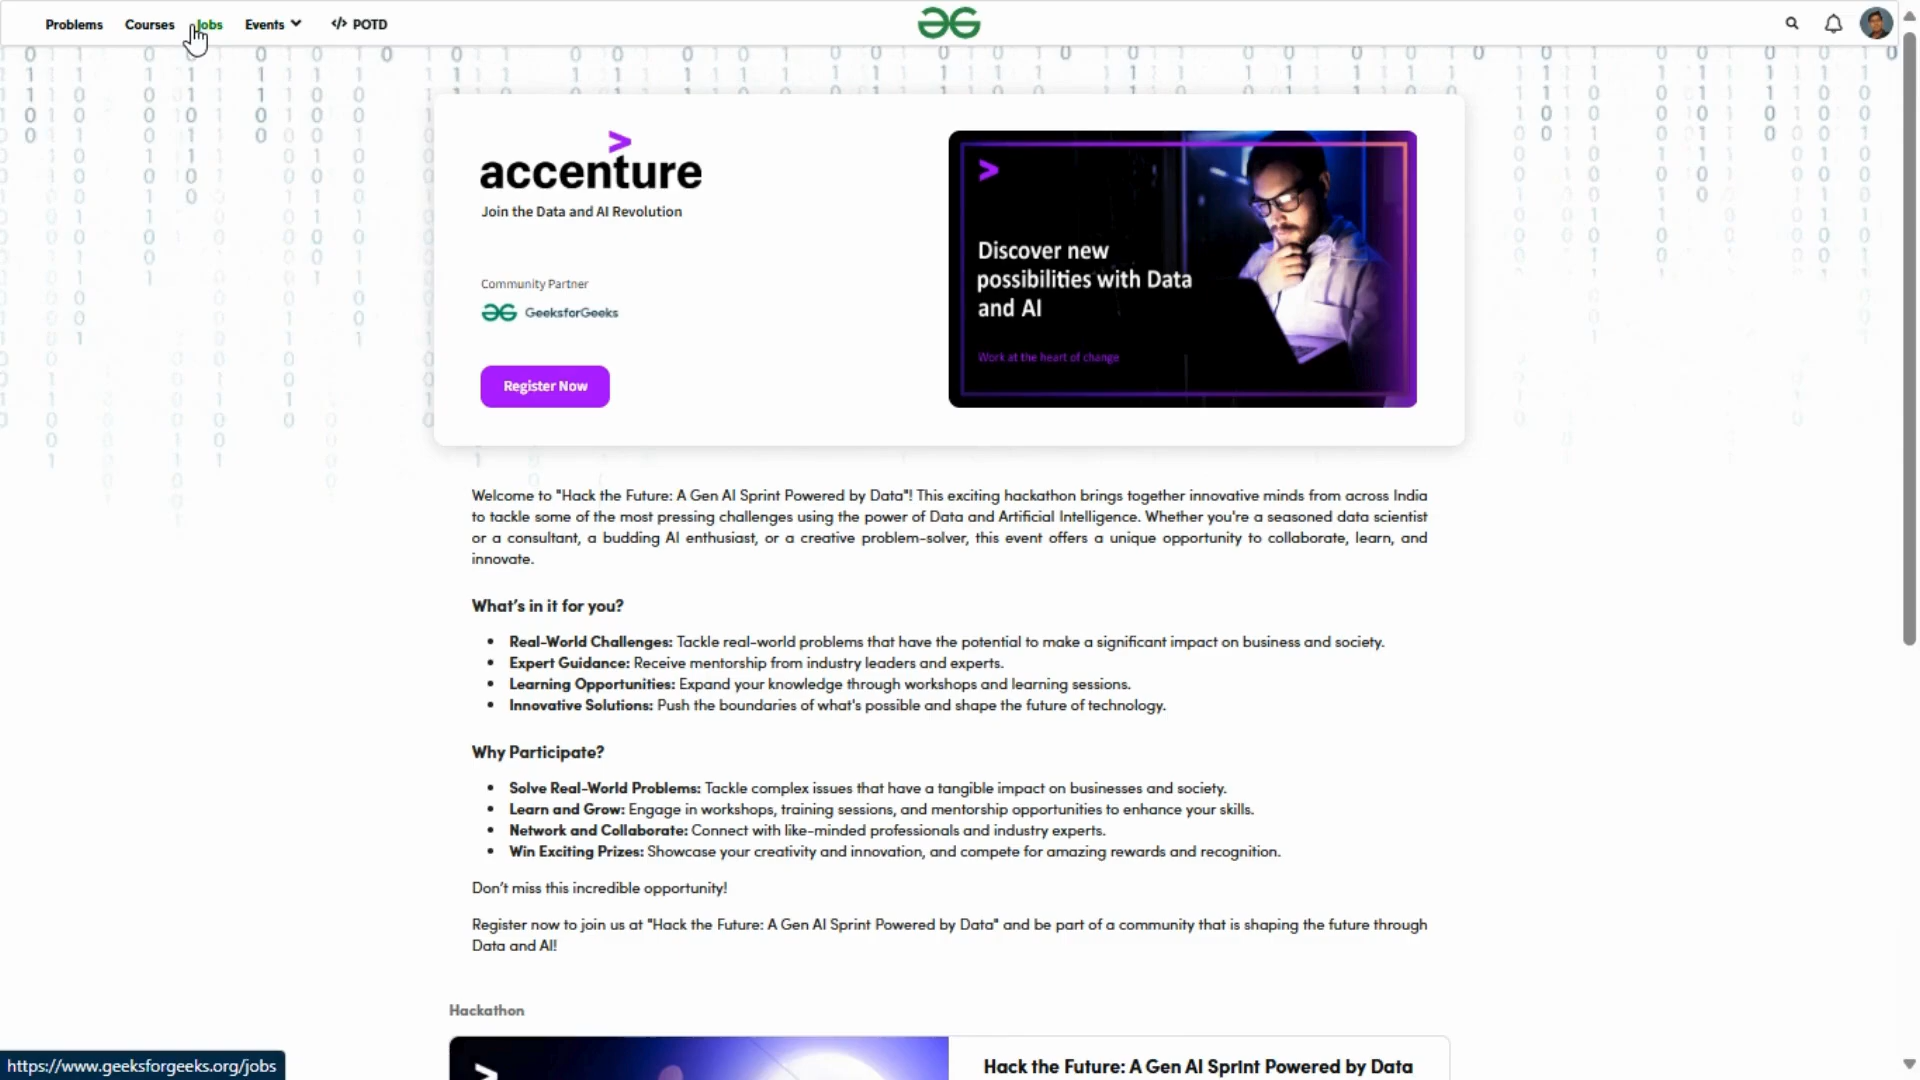 Problems Courses Jobs Events </> POTD
accenture
Join the Data and AI Revolution
Community Partner
GeeksforGeeks
Register Now
Discover new
possibilities with Data
and AI
Work at the heart of change
Welcome to "Hack the Future: A Gen AI Sprint Powered by Data"! This exciting hackathon brings together innovative minds from across India
to tackle some of the most pressing challenges using the power of Data and Artificial Intelligence. Whether you're a seasoned data scientist
or a consultant, a budding AI enthusiast, or a creative problem-solver, this event offers a unique opportunity to collaborate, learn, and
innovate.
What's in it for you?
• Real-World Challenges: Tackle real-world problems that have the potential to make a significant impact on business and society.
• Expert Guidance: Receive mentorship from industry leaders and experts.
• Learning Opportunities: Expand your knowledge through workshops and learning sessions.
• Innovative Solutions: Push the boundaries of what's possible and shape the future of technology.
Why Participate?
• Solve Real-World Problems: Tackle complex issues that have a tangible impact on businesses and society.
• Learn and Grow: Engage in workshops, training sessions, and mentorship opportunities to enhance your skills.
• Network and Collaborate: Connect with like-minded professionals and industry experts.
• Win Exciting Prizes: Showcase your creativity and innovation, and compete for amazing rewards and recognition.
Don't miss this incredible opportunity!
Register now to join us at "Hack the Future: A Gen AI Sprint Powered by Data" and be part of a community that is shaping the future through
Data and AI!
Hackathon
Hack the Future: A Gen AI Sprint Powered by Data
https://www.geeksforgeeks.org/jobs